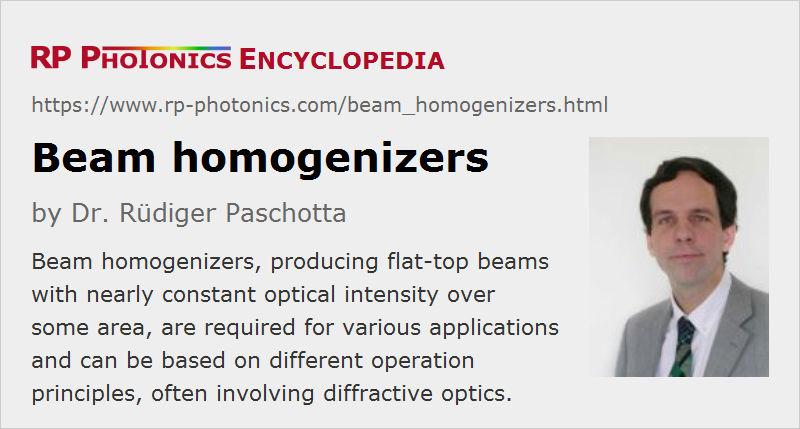 RP PHOTONICS ENCYCLOPEDIA
https://www.rp-photonics.com/beam_homogenizers.html
Beam homogenizers
by Dr. Rüdiger Paschotta
Beam homogenizers, producing flat-top beams
with nearly constant optical intensity over
some area, are required for various applications
and can be based on different operation
principles, often involving diffractive optics.